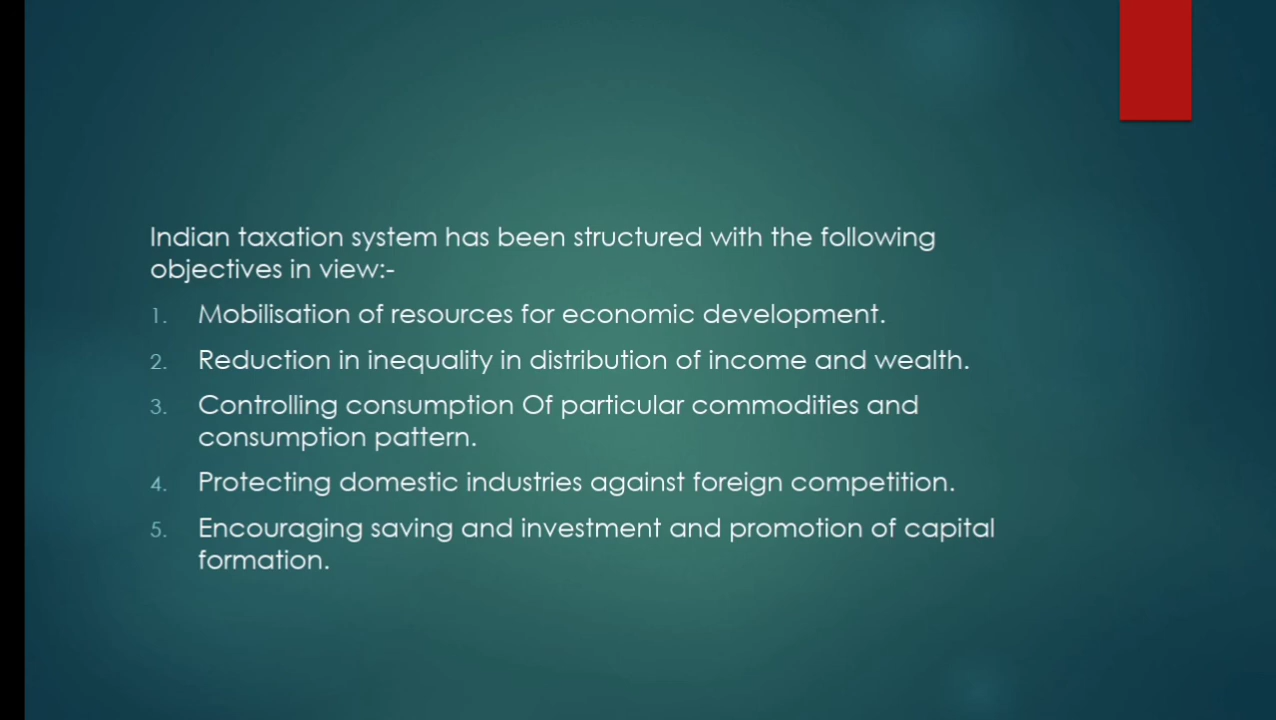 Indian taxation system has been structured with the following
objectives in view:-
1. Mobilisation of resources for economic development.
2. Reduction in inequality in distribution of income and wealth.
3. Controlling consumption Of particular commodities and
consumption pattern.
4. Protecting domestic industries against foreign competition.
5. Encouraging saving and investment and promotion of capital
formation.